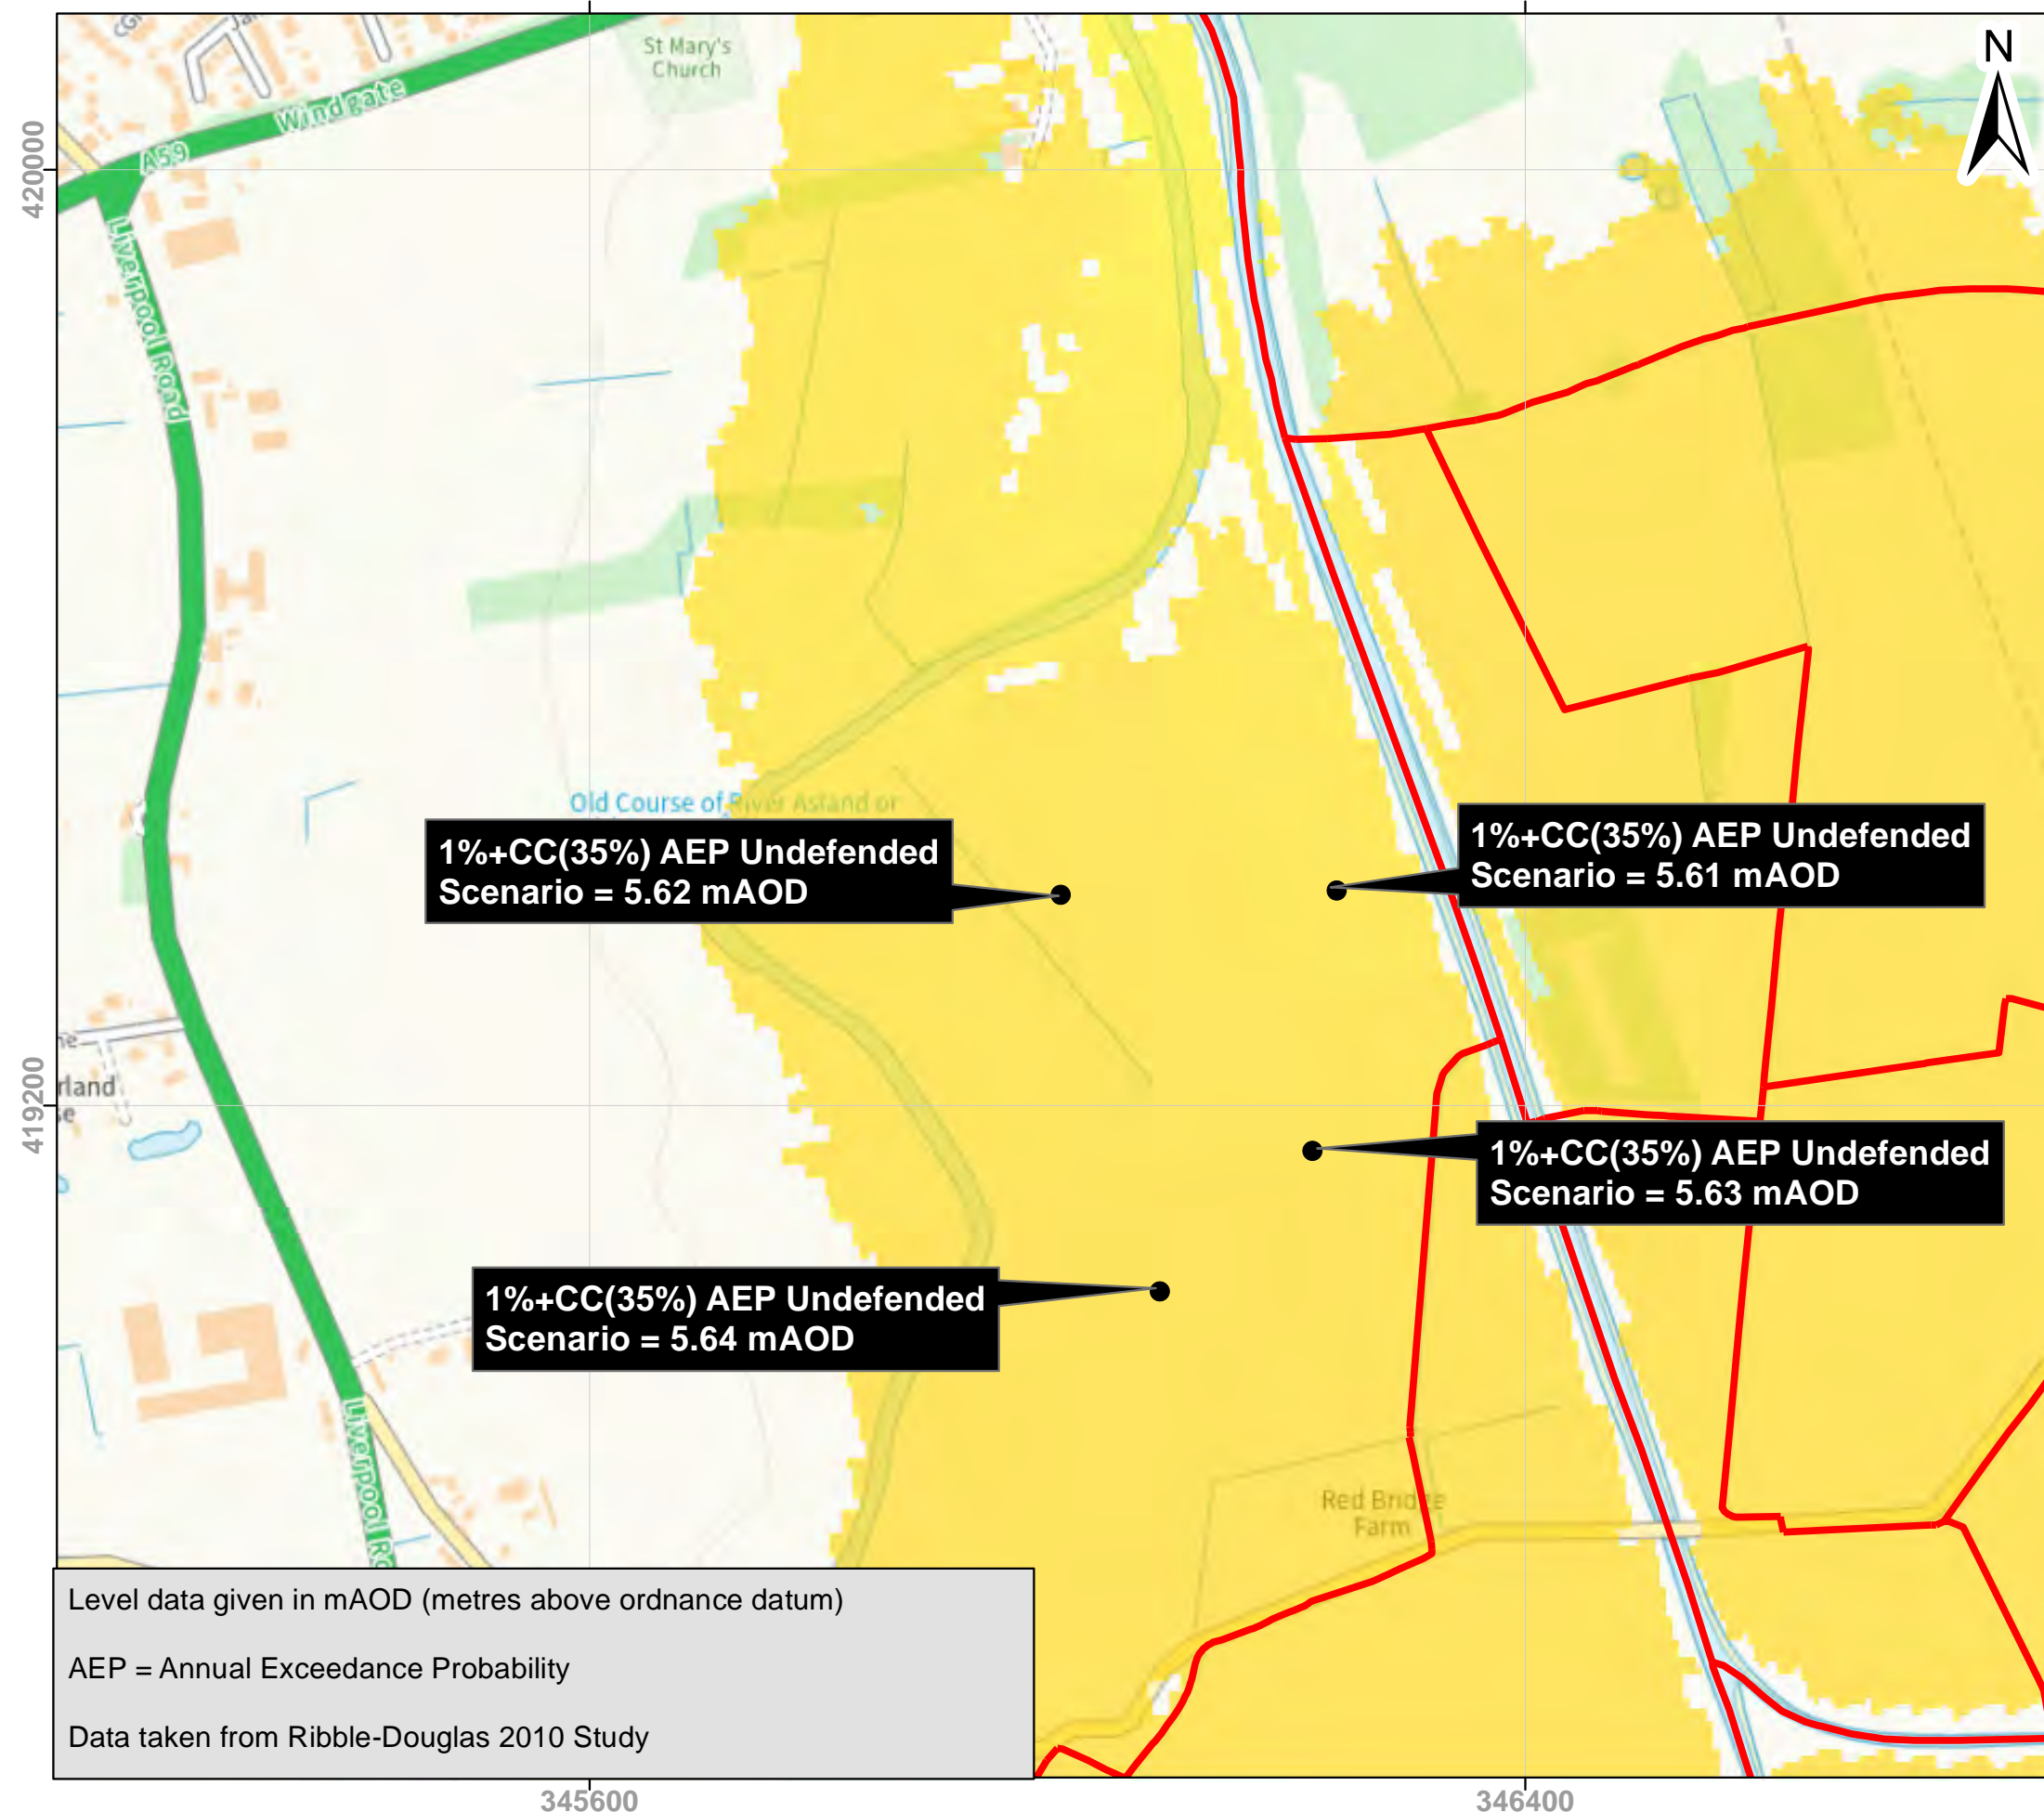 St Mary's
Church
N
Windgate
A59
420000
Liverpool Road
Old Course of River Astand or
1%+CC(35%) AEP Undefended
Scenario = 5.62 mAOD
1%+CC(35%) AEP Undefended
Scenario = 5.61 mAOD
rland
419200
1%+CC(35%) AEP Undefended
Scenario = 5.63 mAOD
1%+CC(35%) AEP Undefended
Scenario = 5.64 mAOD
Liverpool Ro
Red Bridge
Farm
Level data given in mAOD (metres above ordnance datum)
AEP = Annual Exceedance Probability
Data taken from Ribble-Douglas 2010 Study
345600
346400